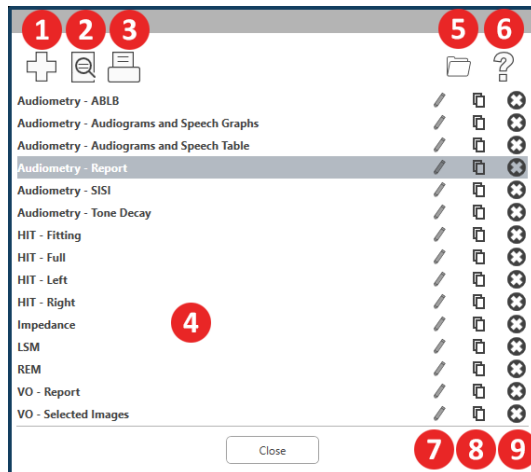 1 2 3 5 6
Audiometry - ABLB
Audiometry - Audiograms and Speech Graphs
Audiometry - Audiograms and Speech Table
Audiometry - Report
Audiometry - SISI
Audiometry - Tone Decay
HIT - Fitting
HIT - Full
HIT - Left
HIT - Right
4
Impedance
LSM
REM
VO - Report
VO - Selected Images
Close
7 8 9